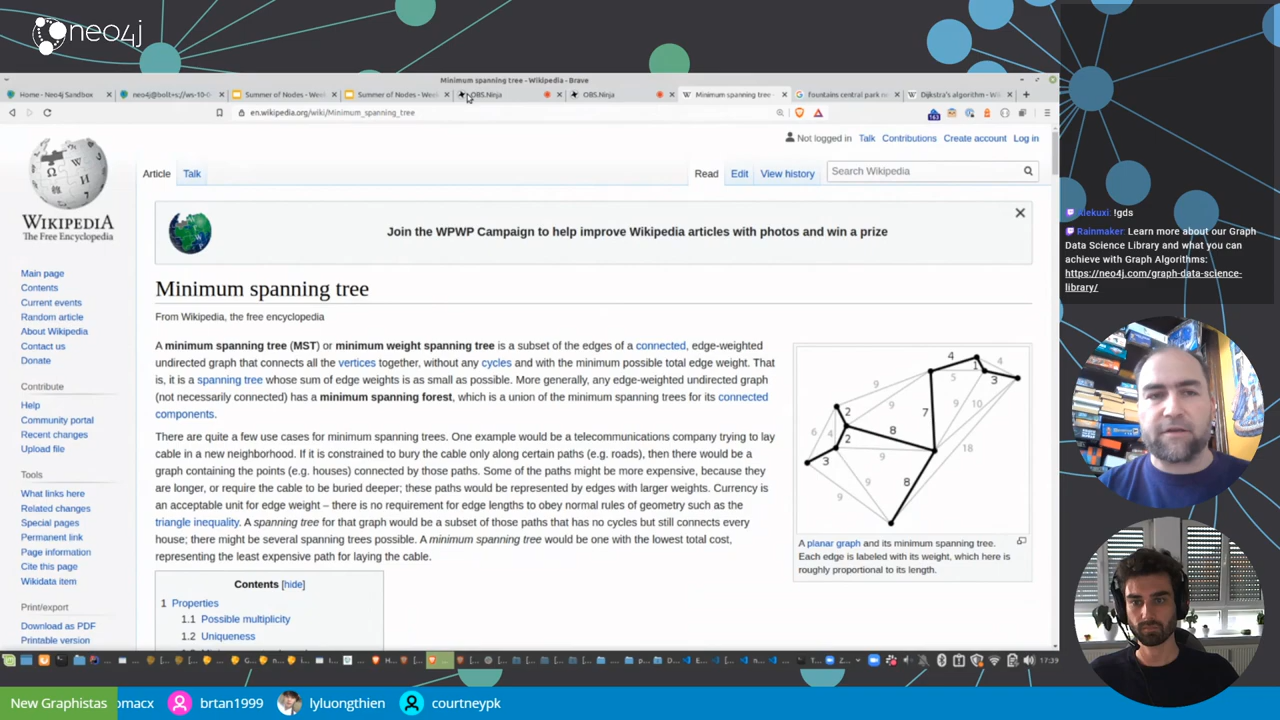 neo4j
Minimum spanning tree - Wikipedia - Brave
Home - Neo4j Sandbox
neo4j@bolt+s://ws-10-0
Summer of Nodes - Week
Summer of Nodes - Week
OBS.Ninja
OBS.Ninja
Minimum spanning tree - Wi
fountains central park n
Dijkstra's algorithm - Wi
en.wikipedia.org/wiki/Minimum_spanning_tree
Not logged in Talk Contributions Create account Log in
Article Talk
Read Edit View history
Search Wikipedia
WIKIPEDIA
The Free Encyclopedia
Join the WPWP Campaign to help improve Wikipedia articles with photos and win a prize
Main page
Contents
Current events
Random article
About Wikipedia
Contact us
Donate
Contribute
Help
Community portal
Recent changes
Upload file
Tools
What links here
Related changes
Special pages
Permanent link
Page information
Cite this page
Wikidata item
Print/export
Download as PDF
Printable version
Minimum spanning tree
From Wikipedia, the free encyclopedia
A minimum spanning tree (MST) or minimum weight spanning tree is a subset of the edges of a connected, edge-weighted
undirected graph that connects all the vertices together, without any cycles and with the minimum possible total edge weight. That
is, it is a spanning tree whose sum of edge weights is as small as possible. More generally, any edge-weighted undirected graph
(not necessarily connected) has a minimum spanning forest, which is a union of the minimum spanning trees for its connected
components.
There are quite a few use cases for minimum spanning trees. One example would be a telecommunications company trying to lay
cable in a new neighborhood. If it is constrained to bury the cable only along certain paths (e.g. roads), then there would be a
graph containing the points (e.g. houses) connected by those paths. Some of the paths might be more expensive, because they
are longer, or require the cable to be buried deeper; these paths would be represented by edges with larger weights. Currency is
an acceptable unit for edge weight – there is no requirement for edge lengths to obey normal rules of geometry such as the
triangle inequality. A spanning tree for that graph would be a subset of those paths that has no cycles but still connects every
house; there might be several spanning trees possible. A minimum spanning tree would be one with the lowest total cost,
representing the least expensive path for laying the cable.
Contents [hide]
1 Properties
1.1 Possible multiplicity
1.2 Uniqueness
4 1 4
9 5 3
2 9 9 10
6 4 8 7
2
3 9 18
9 9 8
A planar graph and its minimum spanning tree.
Each edge is labeled with its weight, which here is
roughly proportional to its length.
17:39
!gds
Rainmaker: Learn more about our Graph
Data Science Library and what you can
achieve with Graph Algorithms:
https://neo4j.com/graph-data-science-
library/
New Graphistas omacx brtan1999 lyluongthien courtneypk